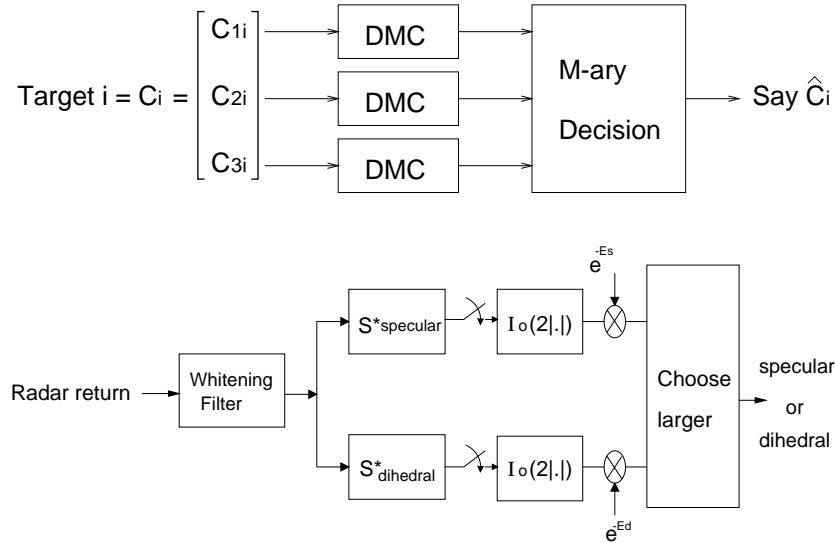 C1i
DMC
M-ary
Decision
Target i = Ci =
C2i
DMC
Say Ĉi
C3i
DMC
e-Es
S*specular
Io(2|.|)
Radar return
Whitening
Filter
Choose
larger
specular
or
dihedral
S*dihedral
Io(2|.|)
e-Ed